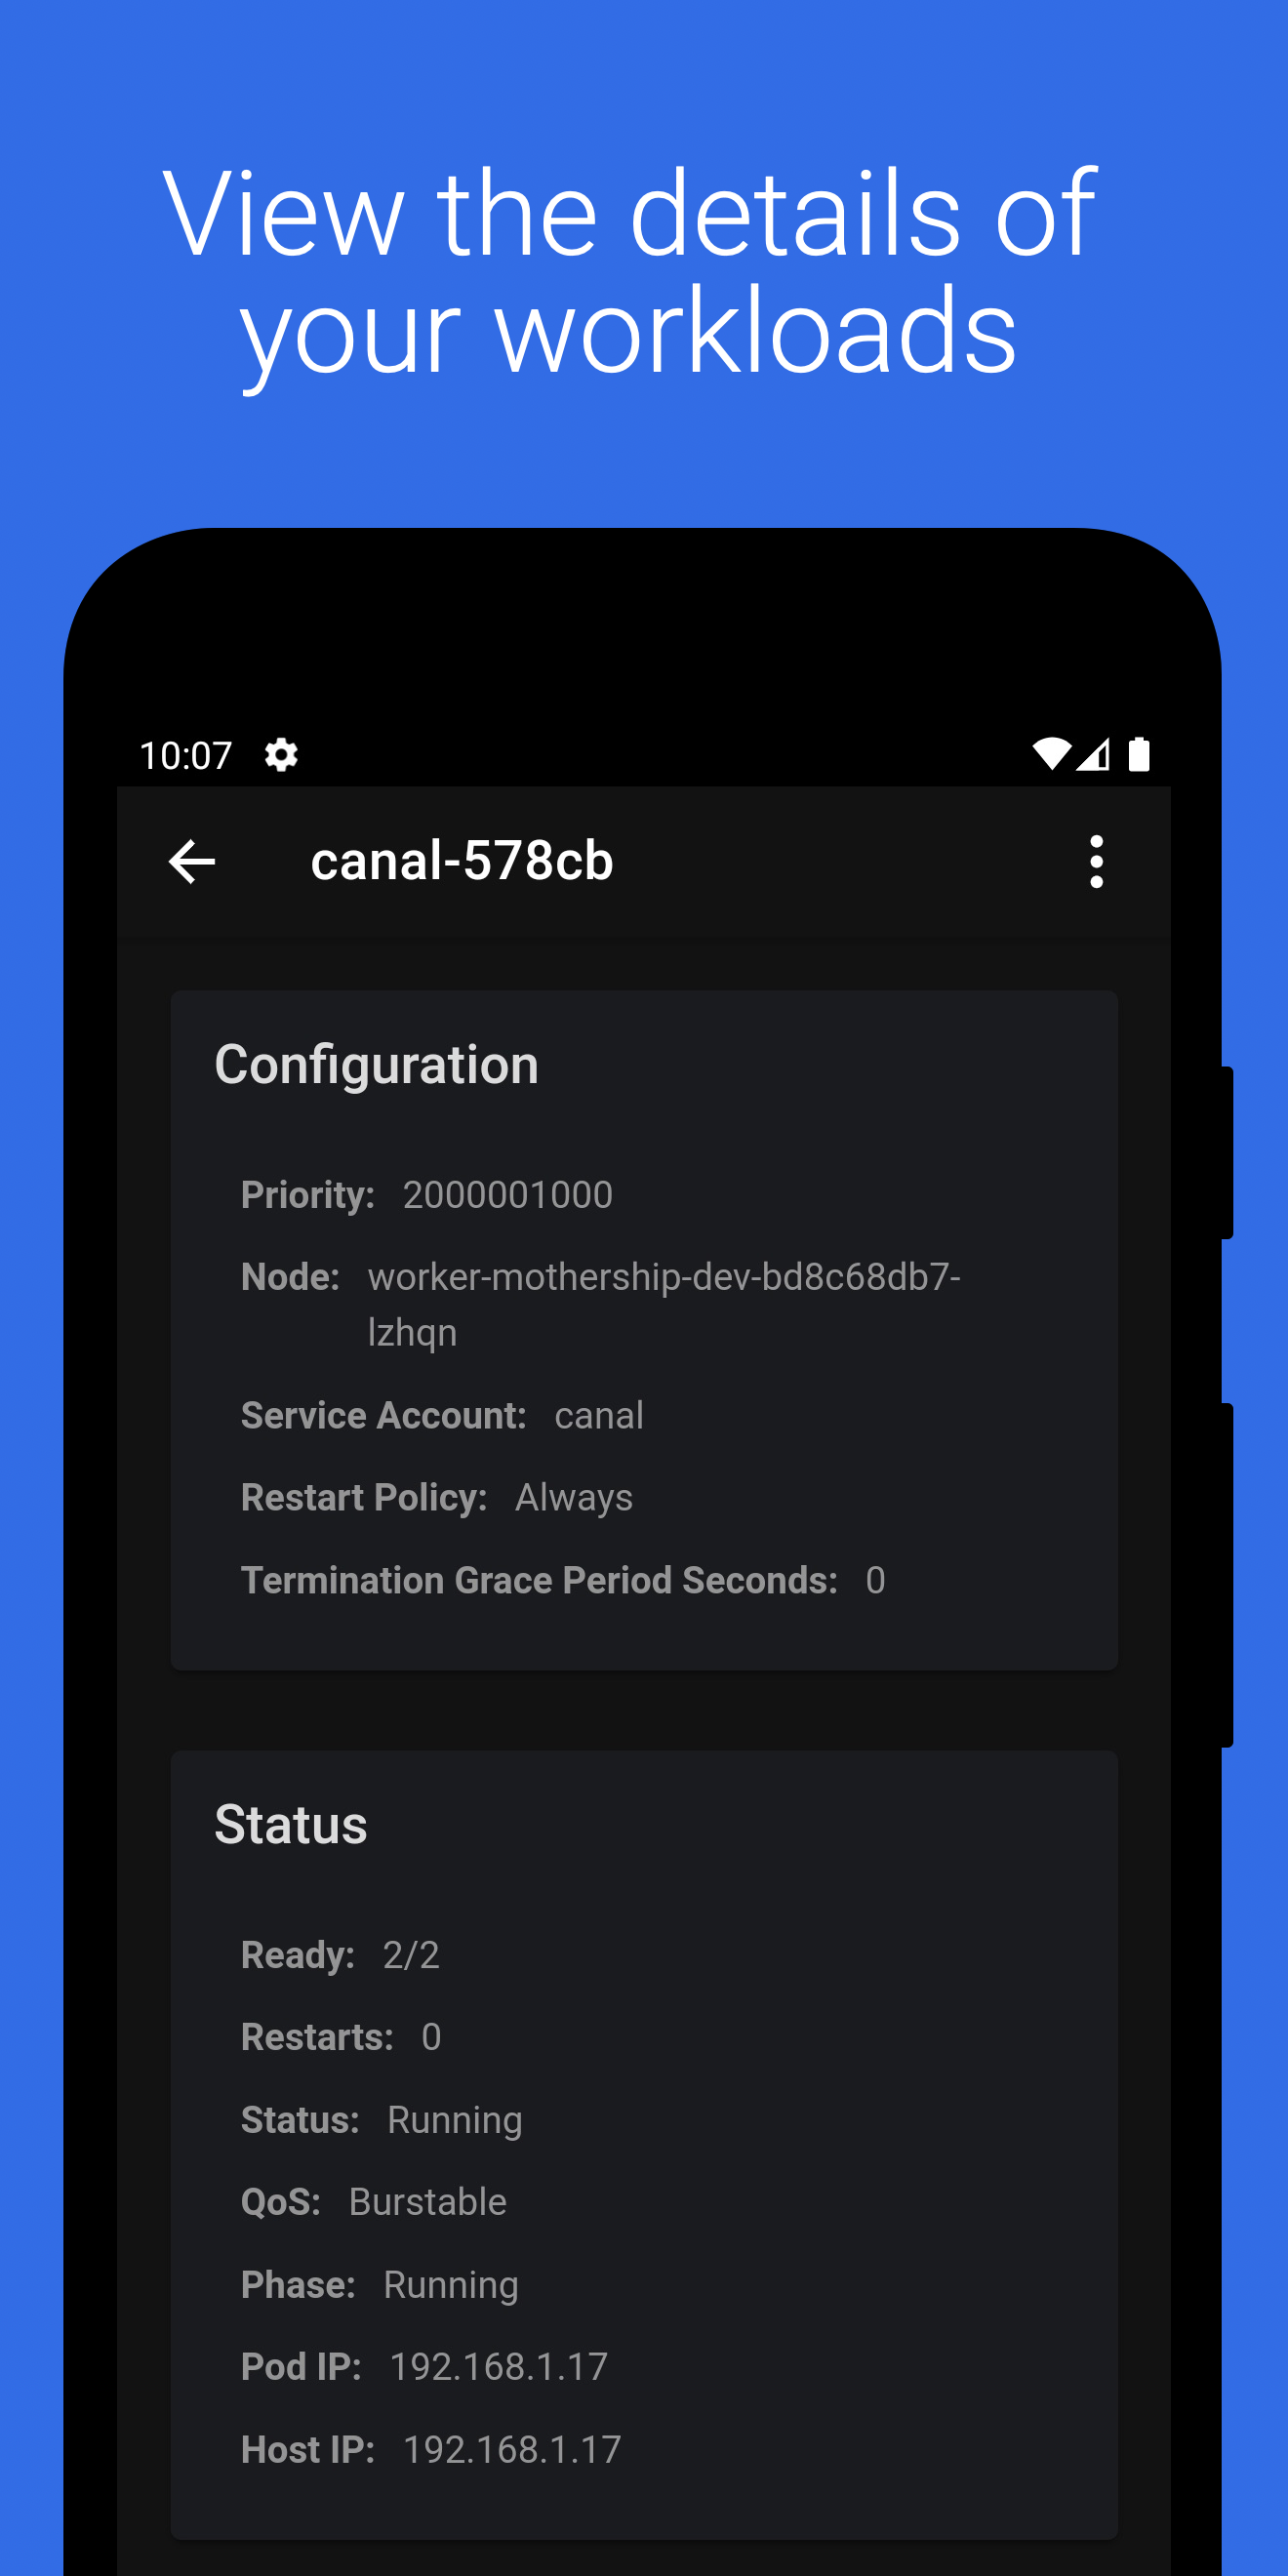 View the details of
your workloads
10:07
canal-578cb
Configuration
Priority: 2000001000
Node: worker-mothership-dev-bd8c68db7-
lzhqn
Service Account: canal
Restart Policy: Always
Termination Grace Period Seconds: 0
Status
Ready: 2/2
Restarts: 0
Status: Running
QoS: Burstable
Phase: Running
Pod IP: 192.168.1.17
Host IP: 192.168.1.17